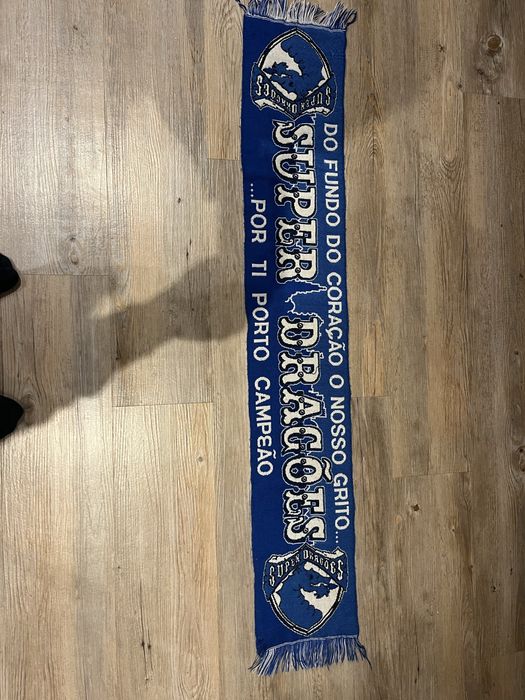 DO FUNDO DO CORAÇÃO O NOSSO GRITO...
SUPER DRAGÕES
...POR TI PORTO CAMPEÃO
SUPER DRAGÕES
SUPER DRAGÕES